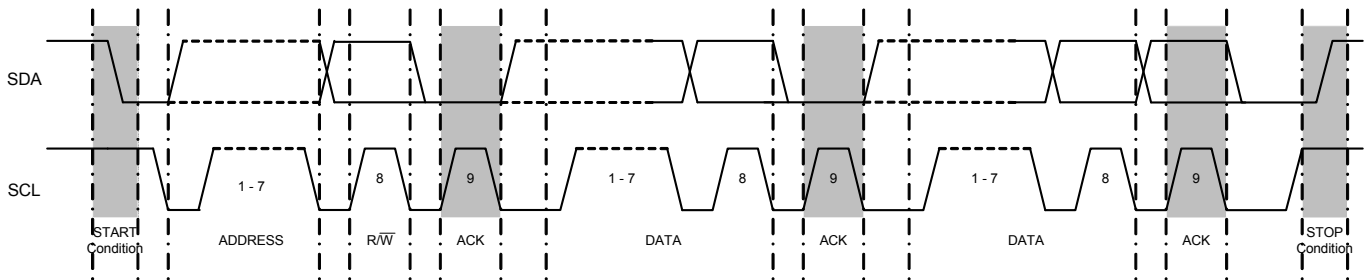 SDA
SCL
1 - 7
8
9
1 - 7
8
9
1 - 7
8
9
START
Condition
ADDRESS
R/W̅
ACK
DATA
ACK
DATA
ACK
STOP
Condition